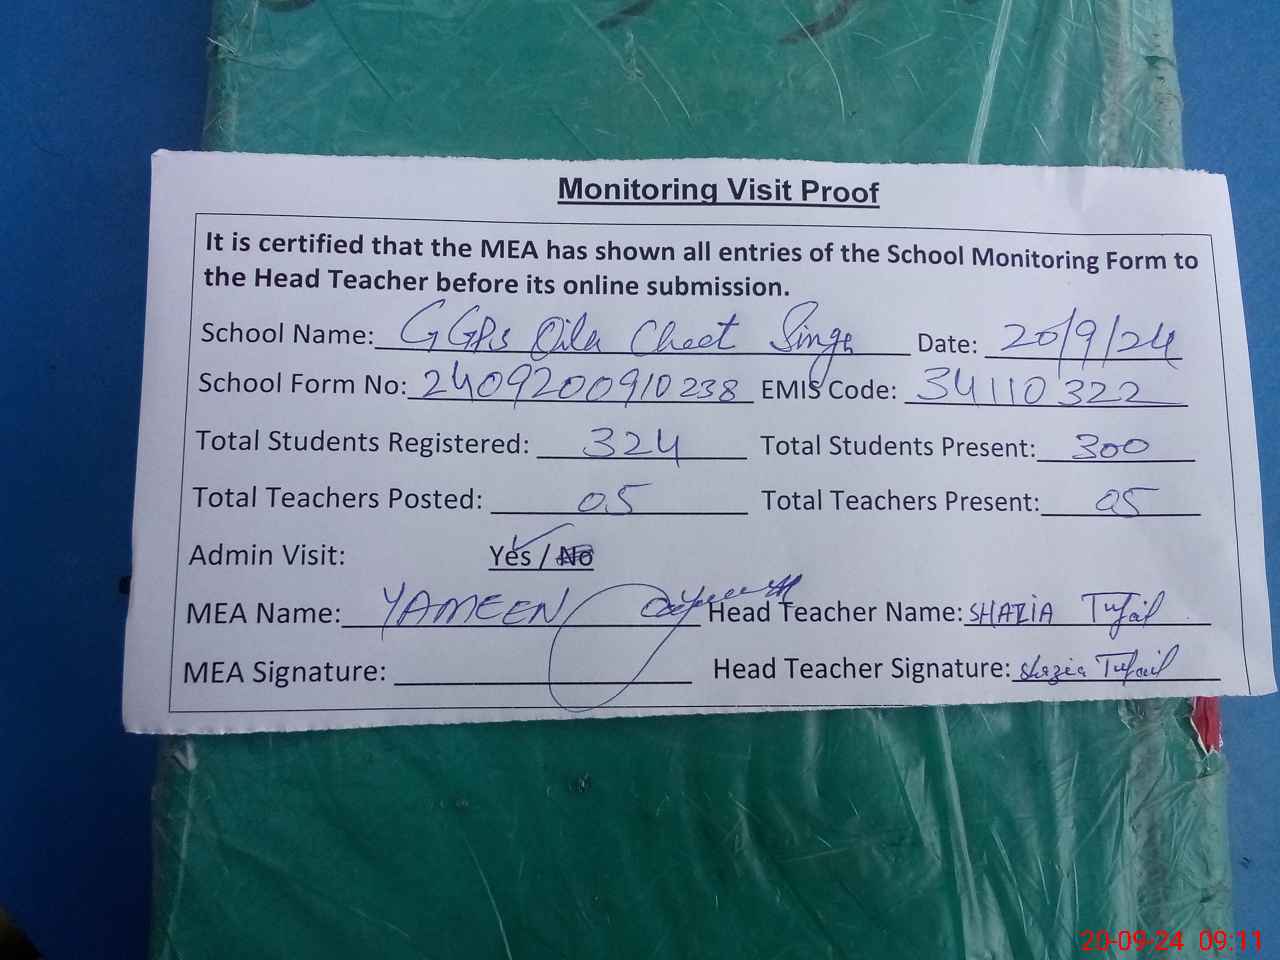 Monitoring Visit Proof
It is certified that the MEA has shown all entries of the School Monitoring Form to
the Head Teacher before its online submission.
School Name: GGPS Qila Cheet Singh Date: 20/9/24
School Form No: 2409200910238 EMIS Code: 34110322
Total Students Registered: 324 Total Students Present: 300
Total Teachers Posted: 05 Total Teachers Present: 05
Admin Visit: Yes / No
MEA Name: YAMEEN Head Teacher Name: SHAZIA Tufail
MEA Signature: Head Teacher Signature: Shazia Tufail
20-09-24 09:11